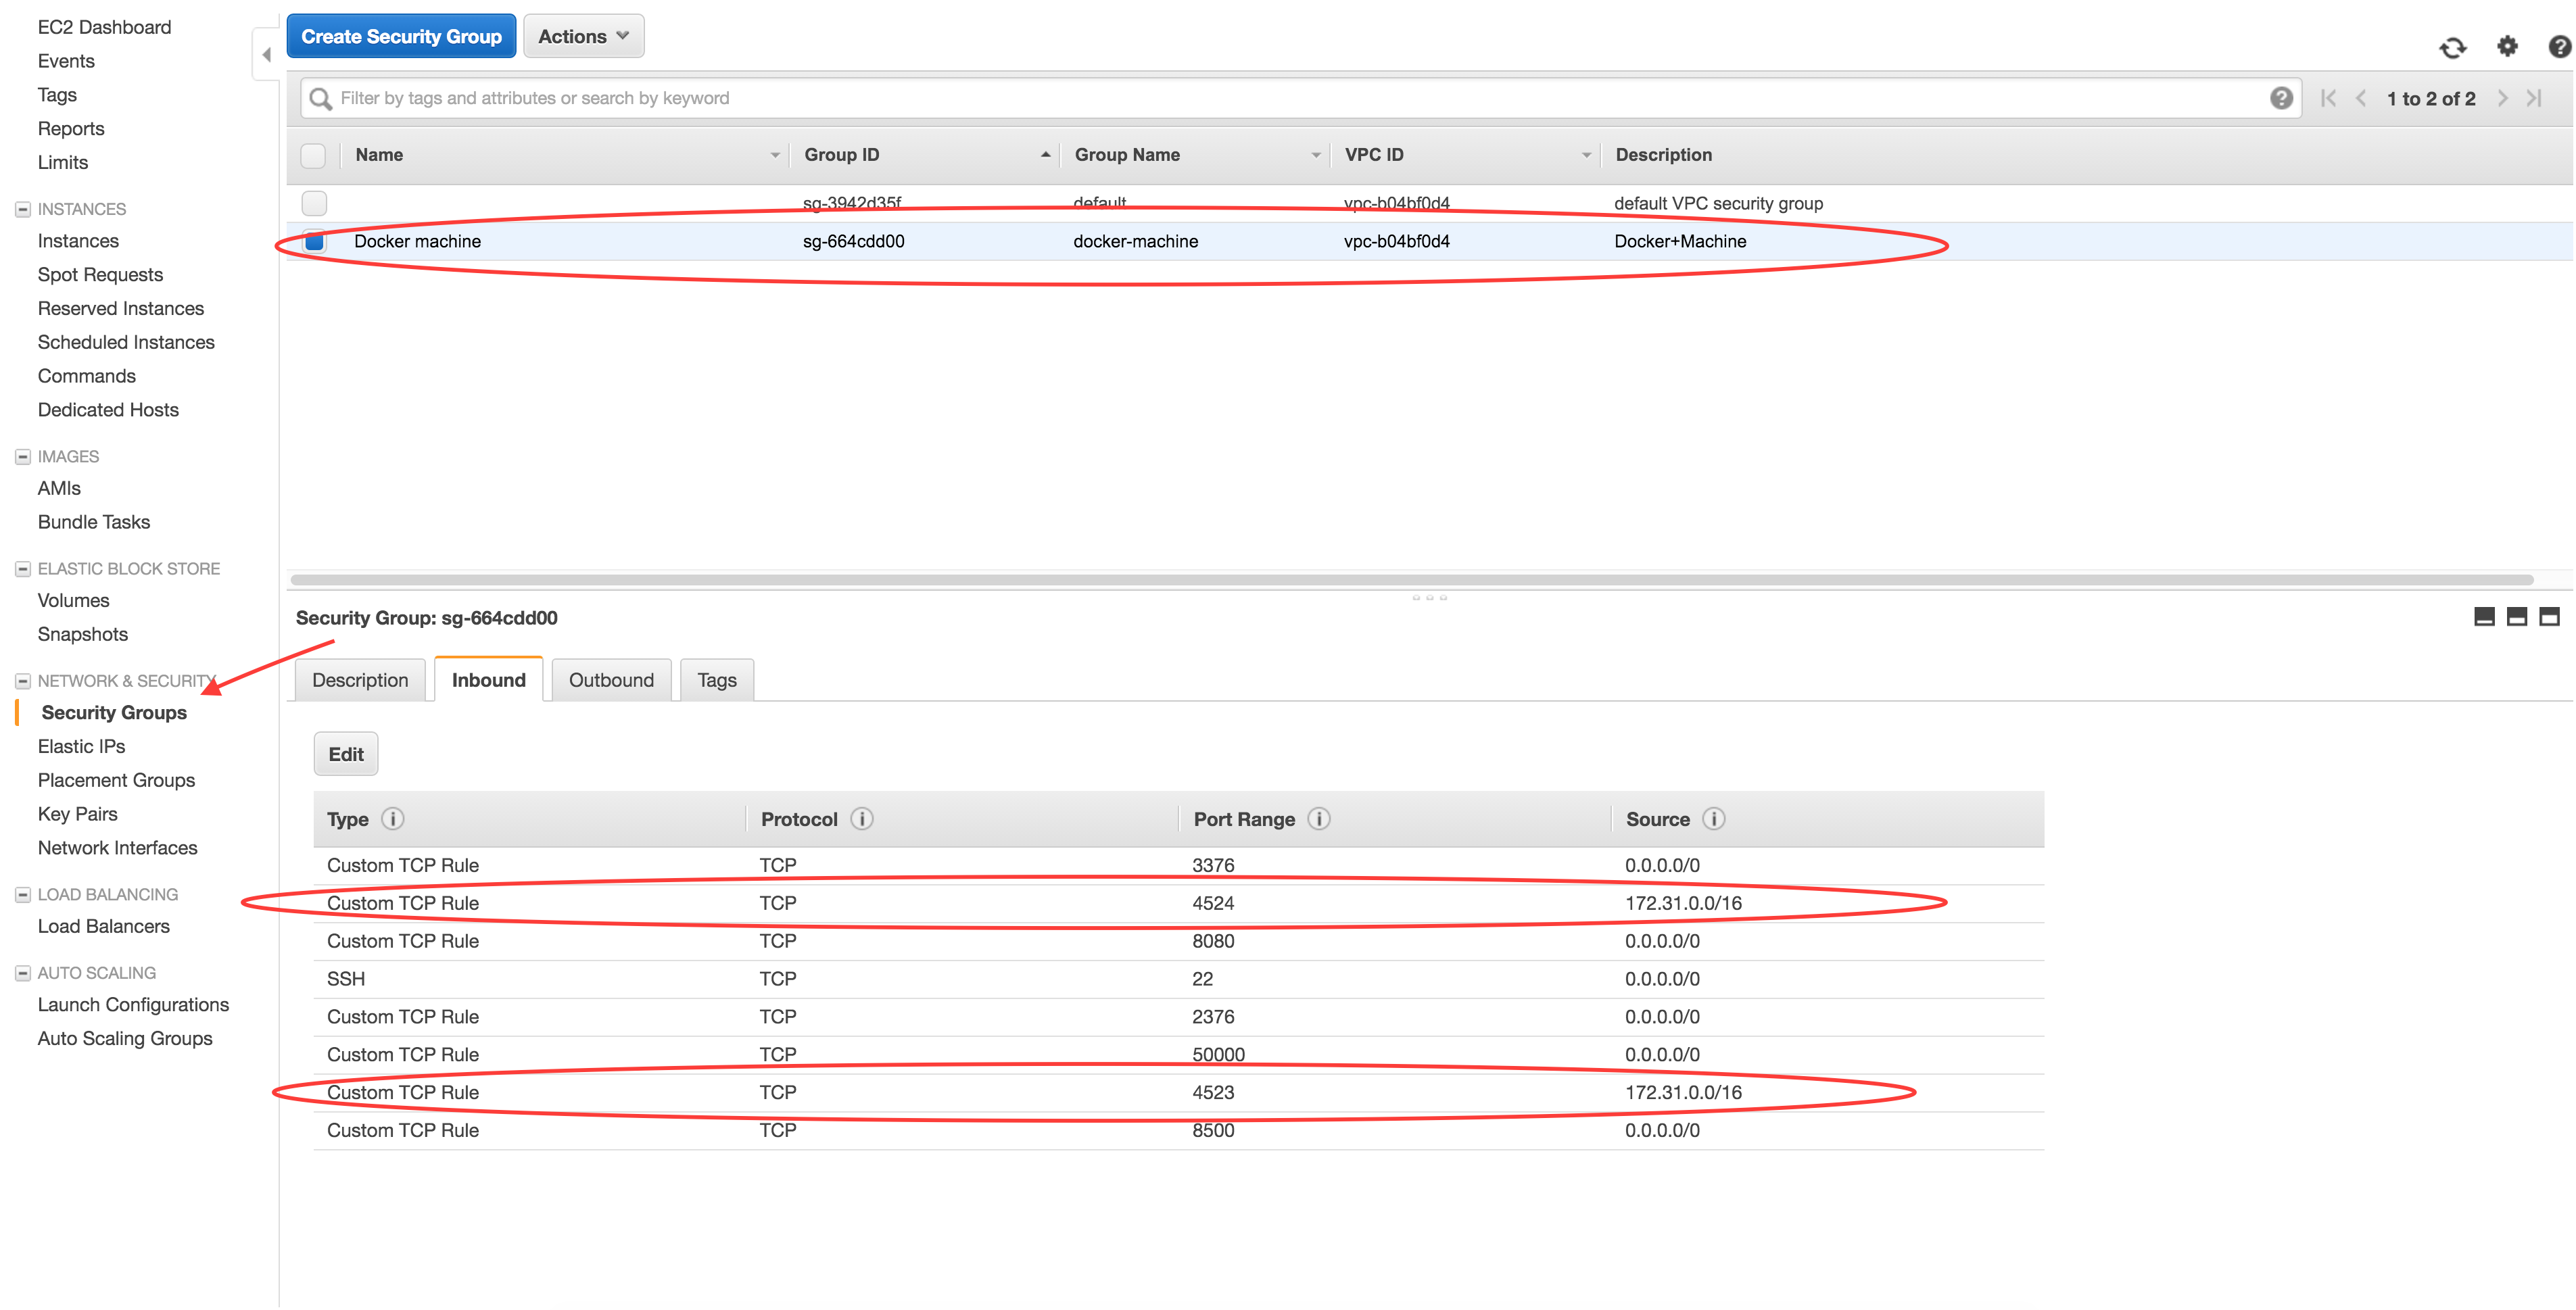 EC2 Dashboard
Events
Tags
Reports
Limits
INSTANCES
Instances
Spot Requests
Reserved Instances
Scheduled Instances
Commands
Dedicated Hosts
IMAGES
AMIs
Bundle Tasks
ELASTIC BLOCK STORE
Volumes
Snapshots
NETWORK & SECURITY
Security Groups
Elastic IPs
Placement Groups
Key Pairs
Network Interfaces
LOAD BALANCING
Load Balancers
AUTO SCALING
Launch Configurations
Auto Scaling Groups
Create Security Group Actions
Filter by tags and attributes or search by keyword 1 to 2 of 2
Name Group ID Group Name VPC ID Description
sg-3942d35f default vpc-b04bf0d4 default VPC security group
Docker machine sg-664cdd00 docker-machine vpc-b04bf0d4 Docker+Machine
Security Group: sg-664cdd00
Description Inbound Outbound Tags
Edit
Type Protocol Port Range Source
Custom TCP Rule TCP 3376 0.0.0.0/0
Custom TCP Rule TCP 4524 172.31.0.0/16
Custom TCP Rule TCP 8080 0.0.0.0/0
SSH TCP 22 0.0.0.0/0
Custom TCP Rule TCP 2376 0.0.0.0/0
Custom TCP Rule TCP 50000 0.0.0.0/0
Custom TCP Rule TCP 4523 172.31.0.0/16
Custom TCP Rule TCP 8500 0.0.0.0/0